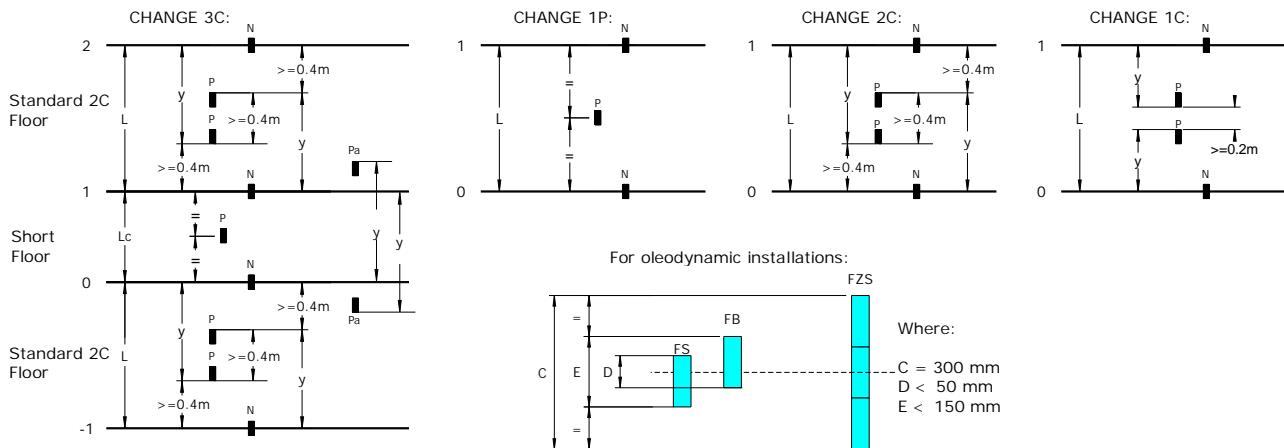 CHANGE 3C:
N
2
>=0.4m
P
y
Standard 2C
Floor
L
P
>=0.4m
y
>=0.4m
Pa
N
1
=
P
Short
Floor
Lc
y
y
=
N
0
>=0.4m
P
y
Pa
P
>=0.4m
Standard 2C
Floor
L
y
>=0.4m
N
-1
CHANGE 1P:
N
1
=
P
L
=
N
0
CHANGE 2C:
N
1
>=0.4m
P
y
L
P
>=0.4m
y
>=0.4m
N
0
CHANGE 1C:
N
1
y
P
L
P
>=0.2m
y
N
0
For oleodynamic installations:
FZS
=
FB
FS
Where:
C
E
D
C = 300 mm
D < 50 mm
E < 150 mm
=